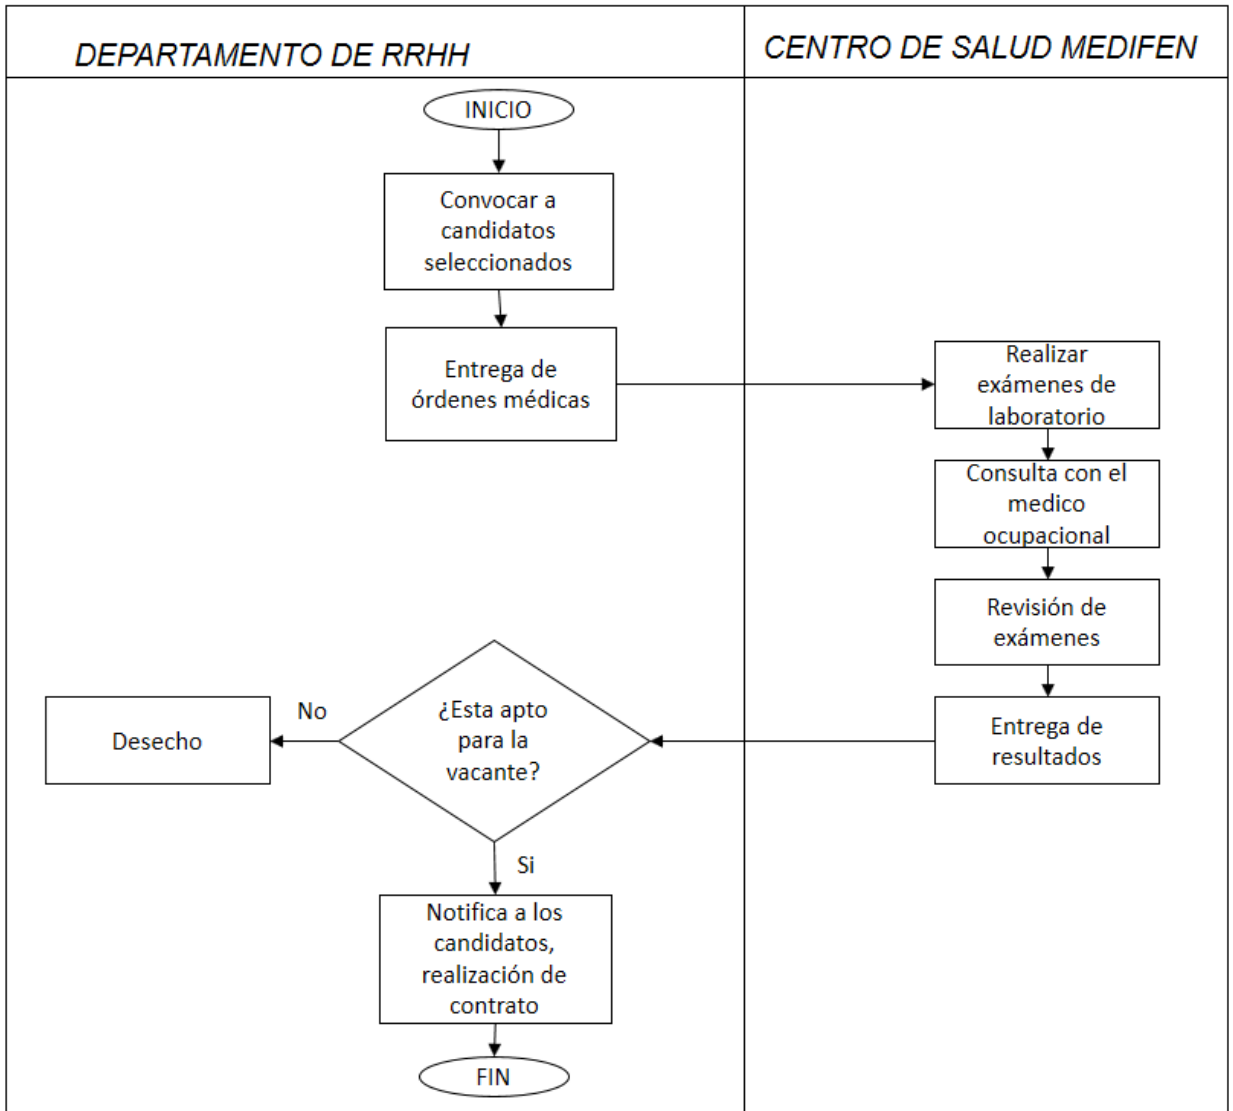 DEPARTAMENTO DE RRHH
CENTRO DE SALUD MEDIFEN
INICIO
Convocar a
candidatos
seleccionados
Entrega de
órdenes médicas
Realizar
exámenes de
laboratorio
Consulta con el
medico
ocupacional
Revisión de
exámenes
Entrega de
resultados
¿Esta apto
para la
vacante?
No
Desecho
Si
Notifica a los
candidatos,
realización de
contrato
FIN